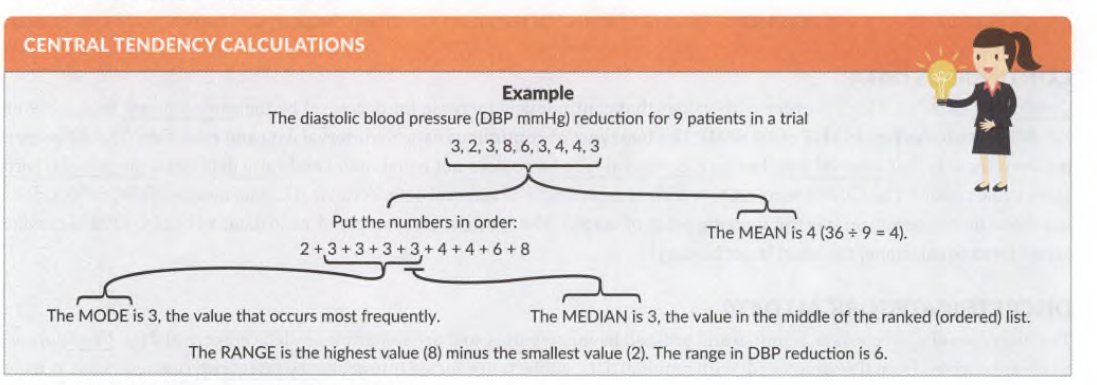 CENTRAL TENDENCY CALCULATIONS
Example
The diastolic blood pressure (DBP mmHg) reduction for 9 patients in a trial
3, 2, 3, 8, 6, 3, 4, 4, 3
Put the numbers in order:
2 + 3 + 3 + 3 + 3 + 4 + 4 + 6 + 8
The MEAN is 4 (36 ÷ 9 = 4).
The MODE is 3, the value that occurs most frequently.
The MEDIAN is 3, the value in the middle of the ranked (ordered) list.
The RANGE is the highest value (8) minus the smallest value (2). The range in DBP reduction is 6.